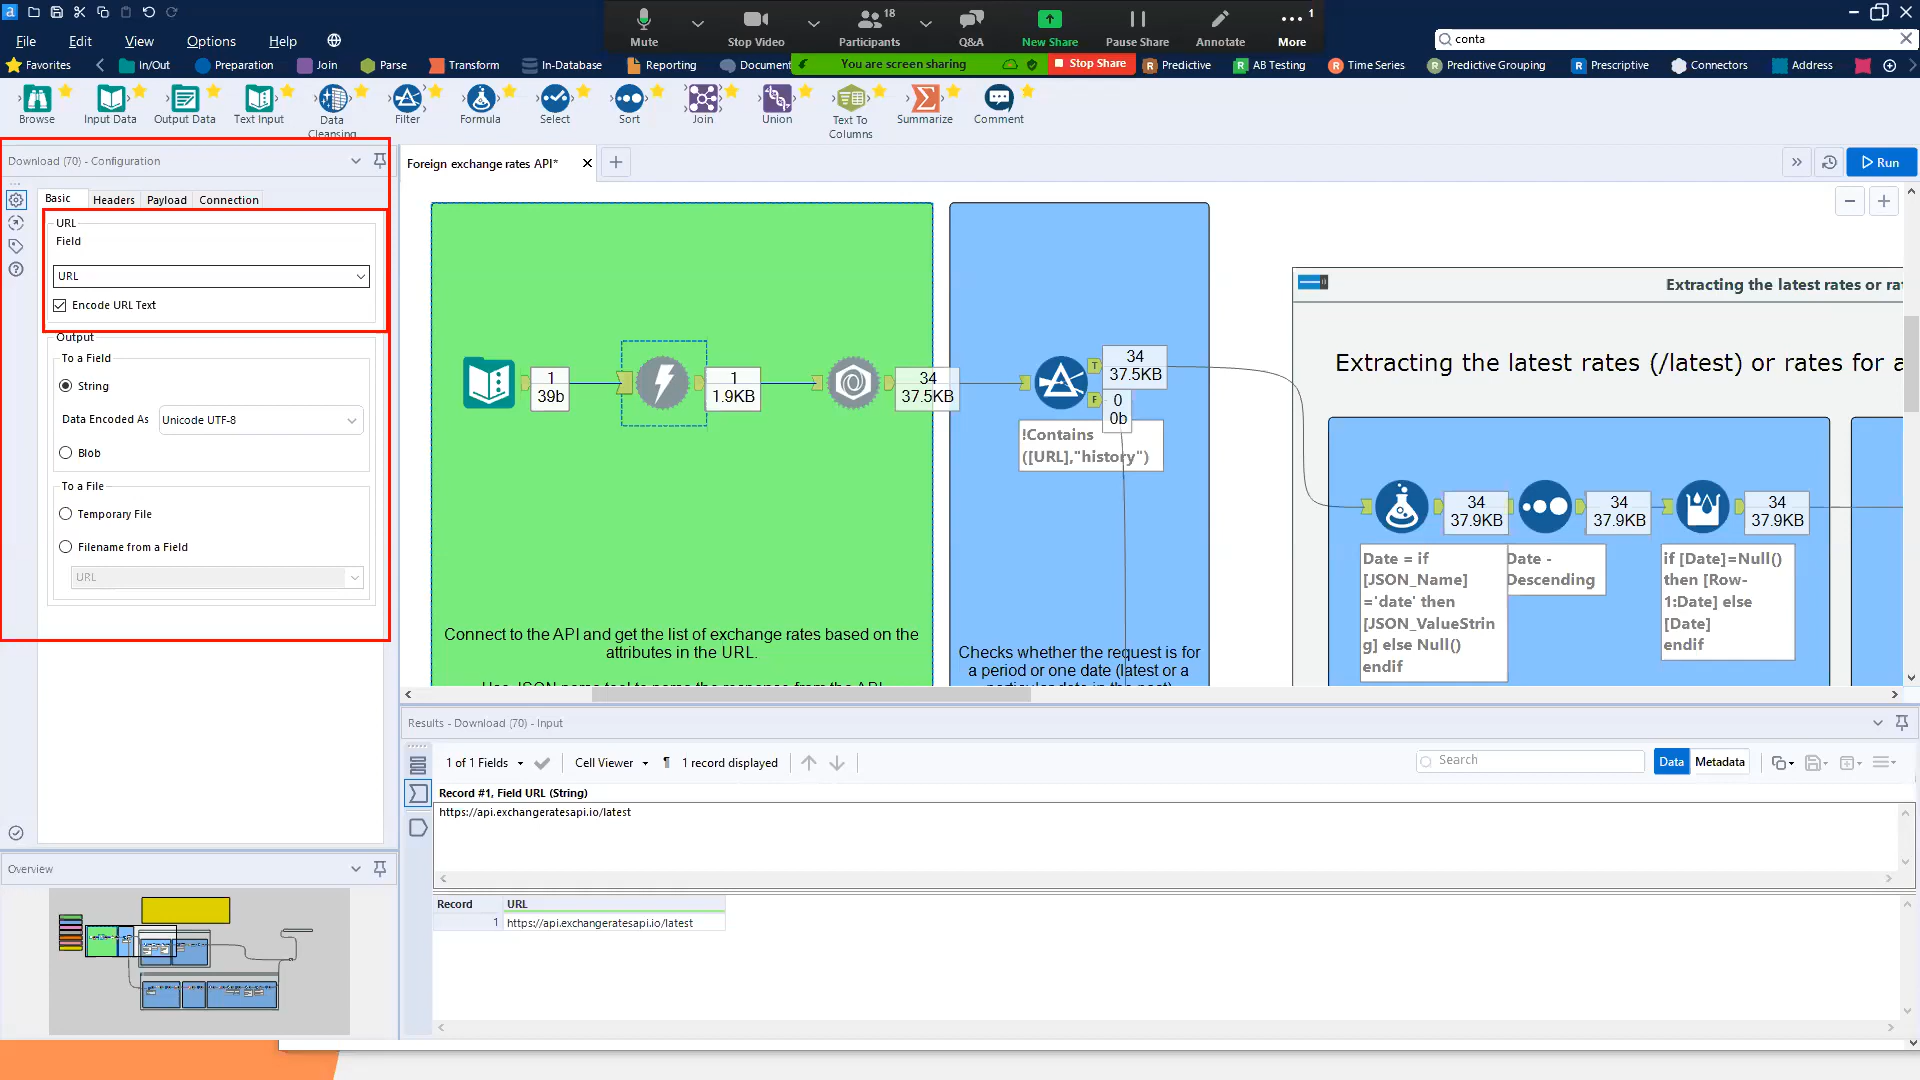 Mute
Stop Video
18
Participants
Q&A
New Share
Pause Share
Annotate
1
More
You are screen sharing
Stop Share
File
Edit
View
Options
Help
conta
Favorites
In/Out
Preparation
Join
Parse
Transform
In-Database
Reporting
Document
Predictive
AB Testing
Time Series
Predictive Grouping
Prescriptive
Connectors
Address
Browse
Input Data
Output Data
Text Input
Data
Cleansing
Filter
Formula
Select
Sort
Join
Union
Text To
Columns
Summarize
Comment
Download (70) - Configuration
Basic
Headers
Payload
Connection
URL
Field
URL
Encode URL Text
Output
To a Field
String
Data Encoded As
Unicode UTF-8
Blob
To a File
Temporary File
Filename from a Field
URL
Overview
Foreign exchange rates API*
Run
1
39b
1
1.9KB
34
37.5KB
T
34
37.5KB
F
0
0b
!Contains
([URL],"history")
Connect to the API and get the list of exchange rates based on the
attributes in the URL.
Checks whether the request is for
a period or one date (latest or a
Extracting the latest rates or ra
Extracting the latest rates (/latest) or rates for a
34
37.9KB
34
37.9KB
34
37.9KB
Date = if
[JSON_Name]
='date' then
[JSON_ValueStrin
g] else Null()
endif
Date -
Descending
if [Date]=Null()
then [Row-
1:Date] else
[Date]
endif
Results - Download (70) - Input
1 of 1 Fields
Cell Viewer
1 record displayed
Search
Data
Metadata
Record #1, Field URL (String)
https://api.exchangeratesapi.io/latest
Record
URL
1
https://api.exchangeratesapi.io/latest